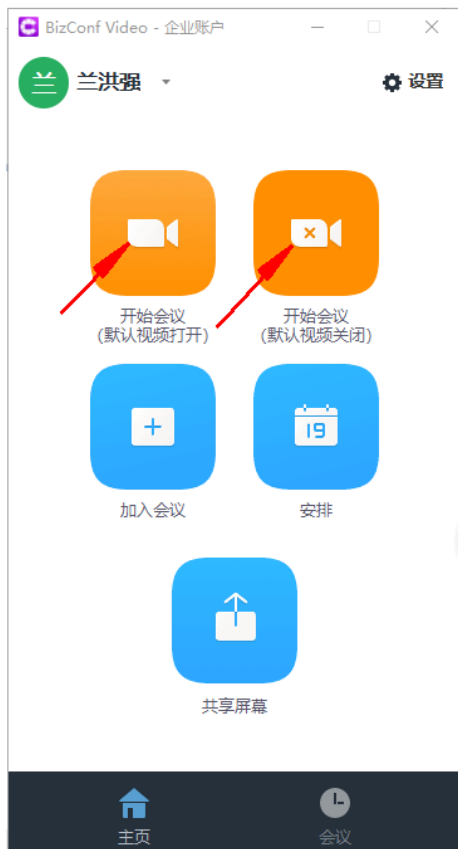 BizConf Video - 企业账户
兰 兰洪强 设置
开始会议 开始会议
(默认视频打开) (默认视频关闭)
19
加入会议 安排
共享屏幕
主页 会议